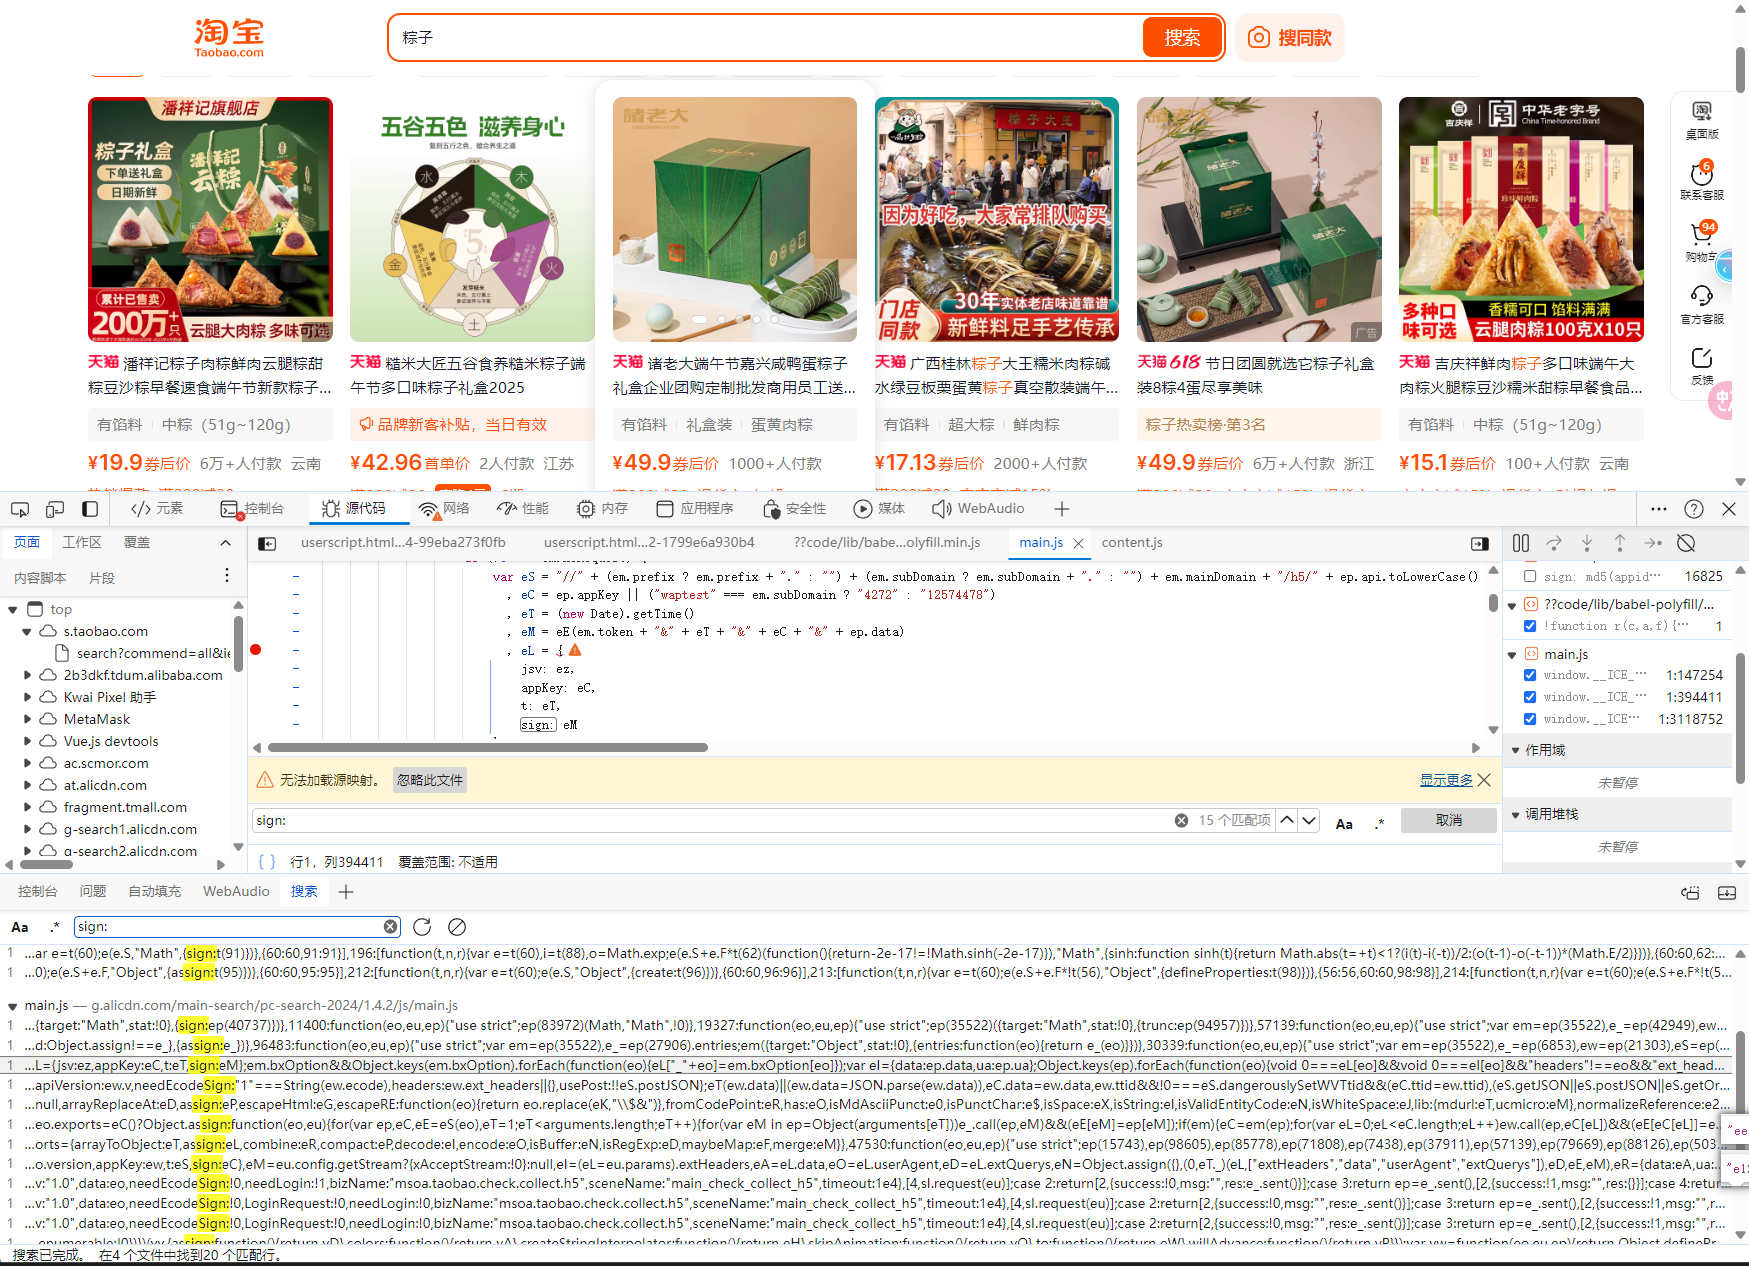 淘宝
Taobao.com
粽子
搜索
搜同款
潘祥记旗舰店
粽子礼盒
下单送礼盒
日期新鲜
潘祥記
云粽
累计已售卖
200万+只
云腿大肉粽 多味可选
五谷五色 滋养身心
复刻五行之色，暗合养生之道
水
木
金
火
土
诸老大
粽子大王
因为好吃，大家常排队购买
门店
同款
30年实体老店味道靠谱
新鲜料足手艺传承
诸老大
广告
吉庆祥
中华老字号
China Time-honored Brand
多种口
味可选
香糯可口 馅料满满
云腿肉粽100克X10只
天猫 潘祥记粽子肉粽鲜肉云腿粽甜
粽豆沙粽早餐速食端午节新款粽子...
天猫 糙米大匠五谷食养糙米粽子端
午节多口味粽子礼盒2025
天猫 诸老大端午节嘉兴咸鸭蛋粽子
礼盒企业团购定制批发商用员工送...
天猫 广西桂林粽子大王糯米肉粽碱
水绿豆板栗蛋黄粽子真空散装端午...
天猫618 节日团圆就选它粽子礼盒
装8粽4蛋尽享美味
天猫 吉庆祥鲜肉粽子多口味端午大
肉粽火腿粽豆沙糯米甜粽早餐食品...
有馅料 中粽（51g~120g）
品牌新客补贴，当日有效
有馅料 礼盒装 蛋黄肉粽
有馅料 超大粽 鲜肉粽
粽子热卖榜·第3名
有馅料 中粽（51g~120g）
¥19.9券后价 6万+人付款 云南
¥42.96首单价 2人付款 江苏
¥49.9券后价 1000+人付款
¥17.13券后价 2000+人付款
¥49.9券后价 6万+人付款 浙江
¥15.1券后价 100+人付款 云南
桌面版
6
联系客服
94
购物车
官方客服
反馈
元素 控制台 源代码 网络 性能 内存 应用程序 安全性 媒体 WebAudio
页面 工作区 覆盖
内容脚本 片段
top
s.taobao.com
search?commend=all&ie
2b3dkf.tdum.alibaba.com
Kwai Pixel 助手
MetaMask
Vue.js devtools
ac.scmor.com
at.alicdn.com
fragment.tmall.com
g-search1.alicdn.com
g-search2.alicdn.com
userscript.html...4-99eba273f0fb userscript.html...2-1799e6a930b4 ??code/lib/babe...olyfill.min.js main.js content.js
var eS = "//" + (em.prefix ? em.prefix + "." : "") + (em.subDomain ? em.subDomain + "." : "") + em.mainDomain + "/h5/" + ep.api.toLowerCase()
, eC = ep.appKey || ("waptest" === em.subDomain ? "4272" : "12574478")
, eT = (new Date).getTime()
, eM = eE(em.token + "&" + eT + "&" + eC + "&" + ep.data)
, eL = {
jsv: ez,
appKey: eC,
t: eT,
sign: eM
无法加载源映射。 忽略此文件 显示更多
sign: 15 个匹配项 Aa .* 取消
{ } 行1，列394411 覆盖范围: 不适用
sign: md5(appid… 16825
??code/lib/babel-polyfill/...
!function r(c,a,f){… 1
main.js
window.__ICE_… 1:147254
window.__ICE_… 1:394411
window.__ICE… 1:3118752
作用域
未暂停
调用堆栈
未暂停
控制台 问题 自动填充 WebAudio 搜索
Aa .* sign:
1 ...ar e=t(60);e(e.S,"Math",{sign:t(91)})},{60:60,91:91}],196:[function(t,n,r){var e=t(60),i=t(88),o=Math.exp;e(e.S+e.F*t(62)(function(){return-2e-17!=!Math.sinh(-2e-17)}),"Math",{sinh:function sinh(t){return Math.abs(t=+t)<1?(i(t)-i(-t))/2:(o(t-1)-o(-t-1))*(Math.E/2)}})},{60:60,62:...
1 ...0);e(e.S+e.F,"Object",{assign:t(95)})},{60:60,95:95}],212:[function(t,n,r){var e=t(60);e(e.S,"Object",{create:t(96)})},{60:60,96:96}],213:[function(t,n,r){var e=t(60);e(e.S+e.F*!t(56),"Object",{defineProperties:t(98)})},{56:56,60:60,98:98}],214:[function(t,n,r){var e=t(60);e(e.S+e.F*!t(5...
main.js — g.alicdn.com/main-search/pc-search-2024/1.4.2/js/main.js
1 ...{target:"Math",stat:!0},{sign:ep(40737)})},11400:function(eo,eu,ep){"use strict";ep(83972)(Math,"Math",!0)},19327:function(eo,eu,ep){"use strict";ep(35522)({target:"Math",stat:!0},{trunc:ep(94957)})},57139:function(eo,eu,ep){"use strict";var em=ep(35522),e_=ep(42949),ew...
1 ...d:Object.assign!==e_},{assign:e_})},96483:function(eo,eu,ep){"use strict";var em=ep(35522),e_=ep(27906).entries;em({target:"Object",stat:!0},{entries:function(eo){return e_(eo)}})},30339:function(eo,eu,ep){"use strict";var em=ep(35522),e_=ep(6853),ew=ep(21303),eS=ep(...
1 ...L={jsv:ez,appKey:eC,t:eT,sign:eM};em.bxOption&&Object.keys(em.bxOption).forEach(function(eo){eL["_"+eo]=em.bxOption[eo]});var eI={data:ep.data,ua:ep.ua};Object.keys(ep).forEach(function(eo){void 0===eL[eo]&&void 0===eI[eo]&&"headers"!==eo&&"ext_head...
1 ...apiVersion:ew.v,needEcodeSign:"1"===String(ew.ecode),headers:ew.ext_headers||{},usePost:!!eS.postJSON};eT(ew.data)||(ew.data=JSON.parse(ew.data)),eC.data=ew.data,ew.ttid&&!0===eS.dangerouslySetWVTtid&&(eC.ttid=ew.ttid),(eS.getJSON||eS.postJSON||eS.getOr...
1 ...null,arrayReplaceAt:eD,assign:eP,escapeHtml:eG,escapeRE:function(eo){return eo.replace(eK,"\\$&")},fromCodePoint:eR,has:eO,isMdAsciiPunct:e0,isPunctChar:e$,isSpace:eX,isString:eI,isValidEntityCode:eN,isWhiteSpace:eJ,lib:{mdurl:eT,ucmicro:eM},normalizeReference:e2...
1 ...eo.exports=eC()?Object.assign:function(eo,eu){for(var ep,eC,eE=eS(eo),eT=1;eT<arguments.length;eT++){for(var eM in ep=Object(arguments[eT]))e_.call(ep,eM)&&(eE[eM]=ep[eM]);if(em){eC=em(ep);for(var eL=0;eL<eC.length;eL++)ew.call(ep,eC[eL])&&(eE[eC[eL]]=e...
1 ...orts={arrayToObject:eT,assign:eL,combine:eR,compact:eP,decode:eI,encode:eO,isBuffer:eN,isRegExp:eD,maybeMap:eF,merge:eM}},47530:function(eo,eu,ep){"use strict";ep(15743),ep(98605),ep(85778),ep(71808),ep(7438),ep(37911),ep(57139),ep(79669),ep(88126),ep(503...
1 ...o.version,appKey:ew,t:eS,sign:eC},eM=eu.config.getStream?{xAcceptStream:!0}:null,eI=(eL=eu.params).extHeaders,eA=eL.data,eO=eL.userAgent,eD=eL.extQuerys,eN=Object.assign({},(0,eT._)(eL,["extHeaders","data","userAgent","extQuerys"]),eD,eE,eM),eR={data:eA,ua:...
1 ...v:"1.0",data:eo,needEcodeSign:!0,needLogin:!1,bizName:"msoa.taobao.check.collect.h5",sceneName:"main_check_collect_h5",timeout:1e4},[4,sl.request(eu)];case 2:return[2,{success:!0,msg:"",res:e_.sent()}];case 3:return ep=e_.sent(),[2,{success:!1,msg:"",res:{}}];case 4:retur...
1 ...v:"1.0",data:eo,needEcodeSign:!0,LoginRequest:!0,needLogin:!0,bizName:"msoa.taobao.check.collect.h5",sceneName:"main_check_collect_h5",timeout:1e4},[4,sl.request(eu)];case 2:return[2,{success:!0,msg:"",res:e_.sent()}];case 3:return ep=e_.sent(),[2,{success:!1,msg:"",r...
1 ...v:"1.0",data:eo,needEcodeSign:!0,LoginRequest:!0,needLogin:!0,bizName:"msoa.taobao.check.collect.h5",sceneName:"main_check_collect_h5",timeout:1e4},[4,sl.request(eu)];case 2:return[2,{success:!0,msg:"",res:e_.sent()}];case 3:return ep=e_.sent(),[2,{success:!1,msg:"",r...
"ee
"e1
搜索已完成。 在4 个文件中找到20 个匹配行。